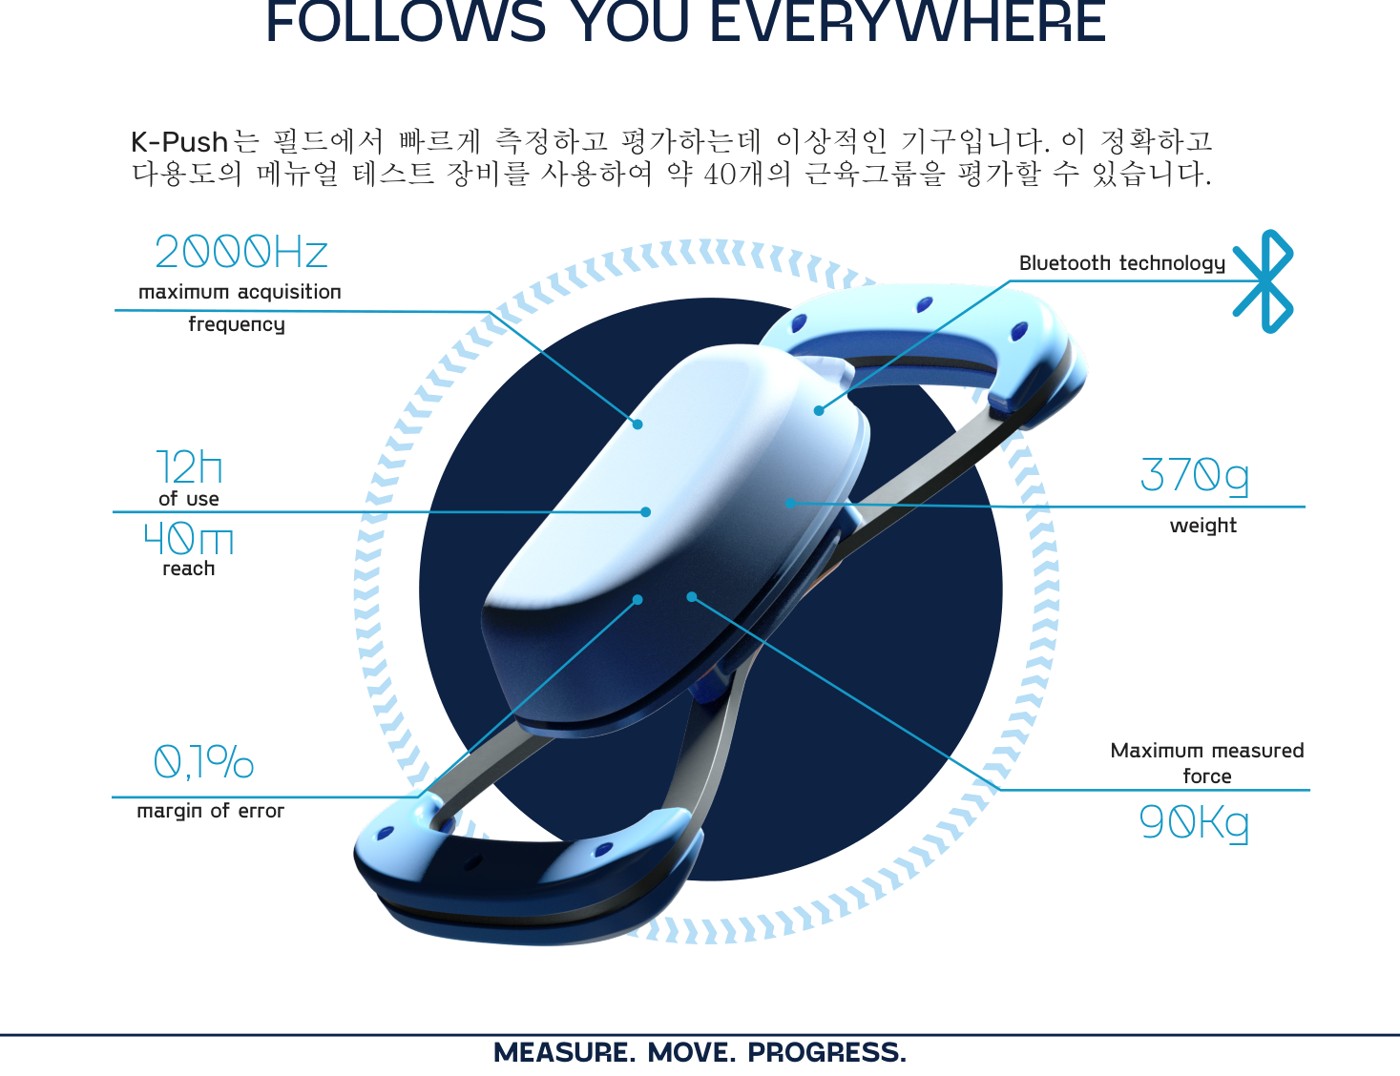 FOLLOWS YOU EVERYWHERE
K-Push는 필드에서 빠르게 측정하고 평가하는데 이상적인 기구입니다. 이 정확하고
다용도의 메뉴얼 테스트 장비를 사용하여 약 40개의 근육그룹을 평가할 수 있습니다.
2000Hz
maximum acquisition
frequency
Bluetooth technology
12h
of use
40m
reach
370g
weight
0,1%
margin of error
Maximum measured
force
90Kg
MEASURE. MOVE. PROGRESS.